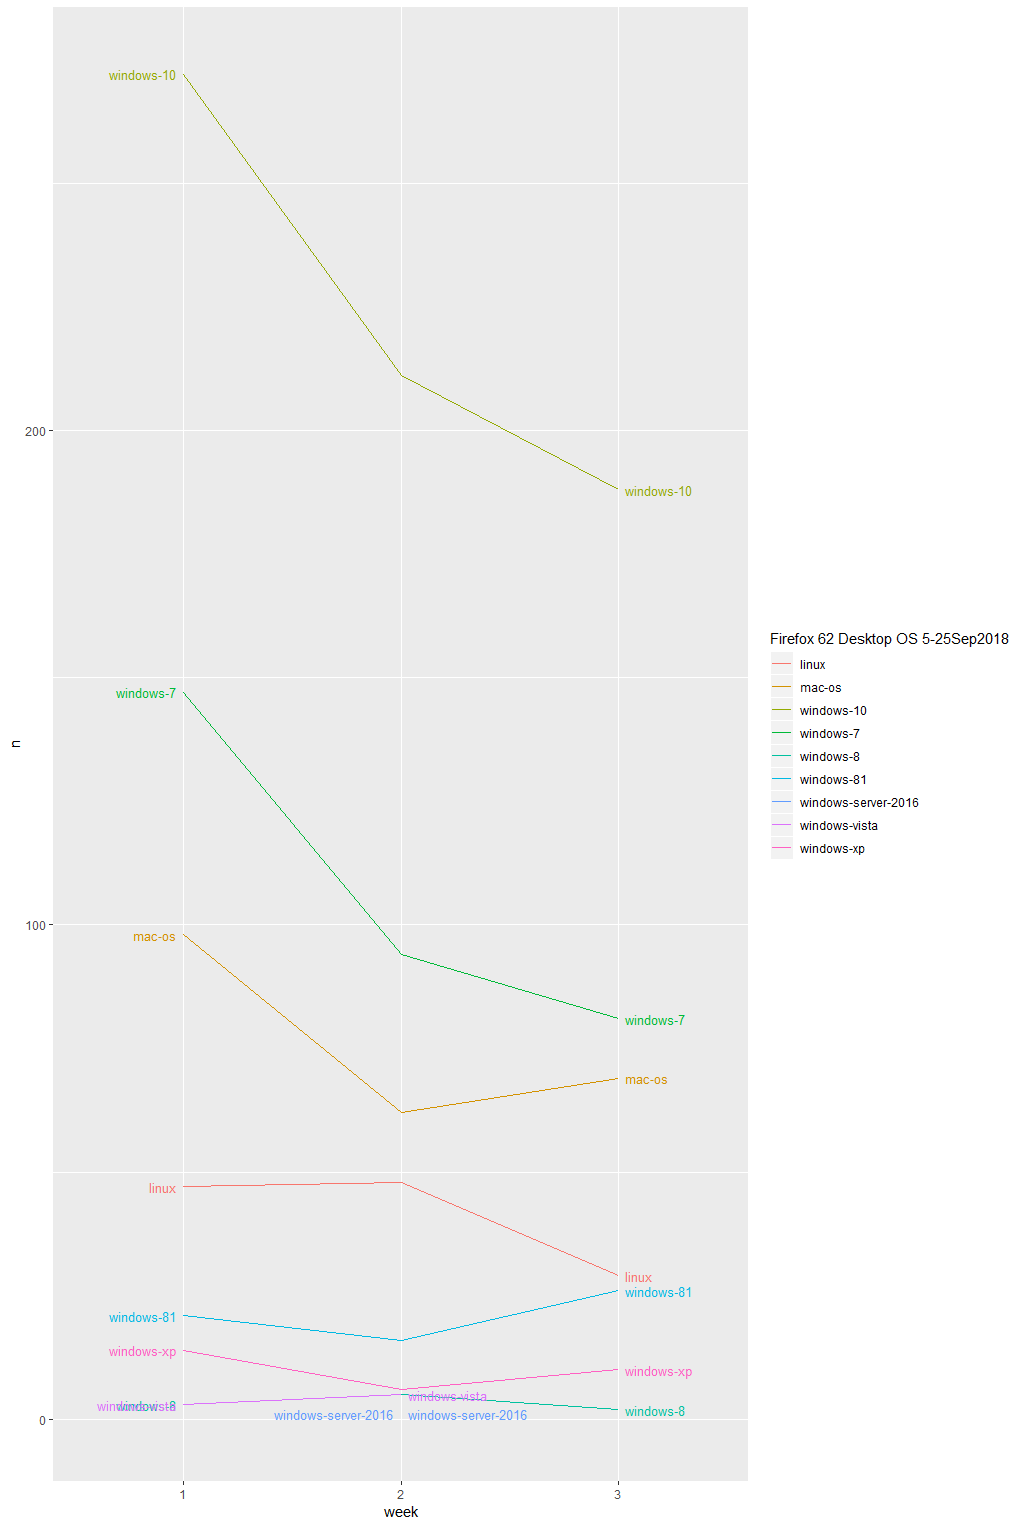 windows-10
200
windows-10
Firefox 62 Desktop OS 5-25Sep2018
linux
mac-os
windows-10
windows-7
windows-8
windows-81
windows-server-2016
windows-vista
windows-xp
windows-7
n
100
mac-os
windows-7
mac-os
linux
linux
windows-81
windows-81
windows-xp
windows-xp
windows-vista
windows-vista
windows-8
windows-8
windows-server-2016
windows-server-2016
0
1
2
3
week